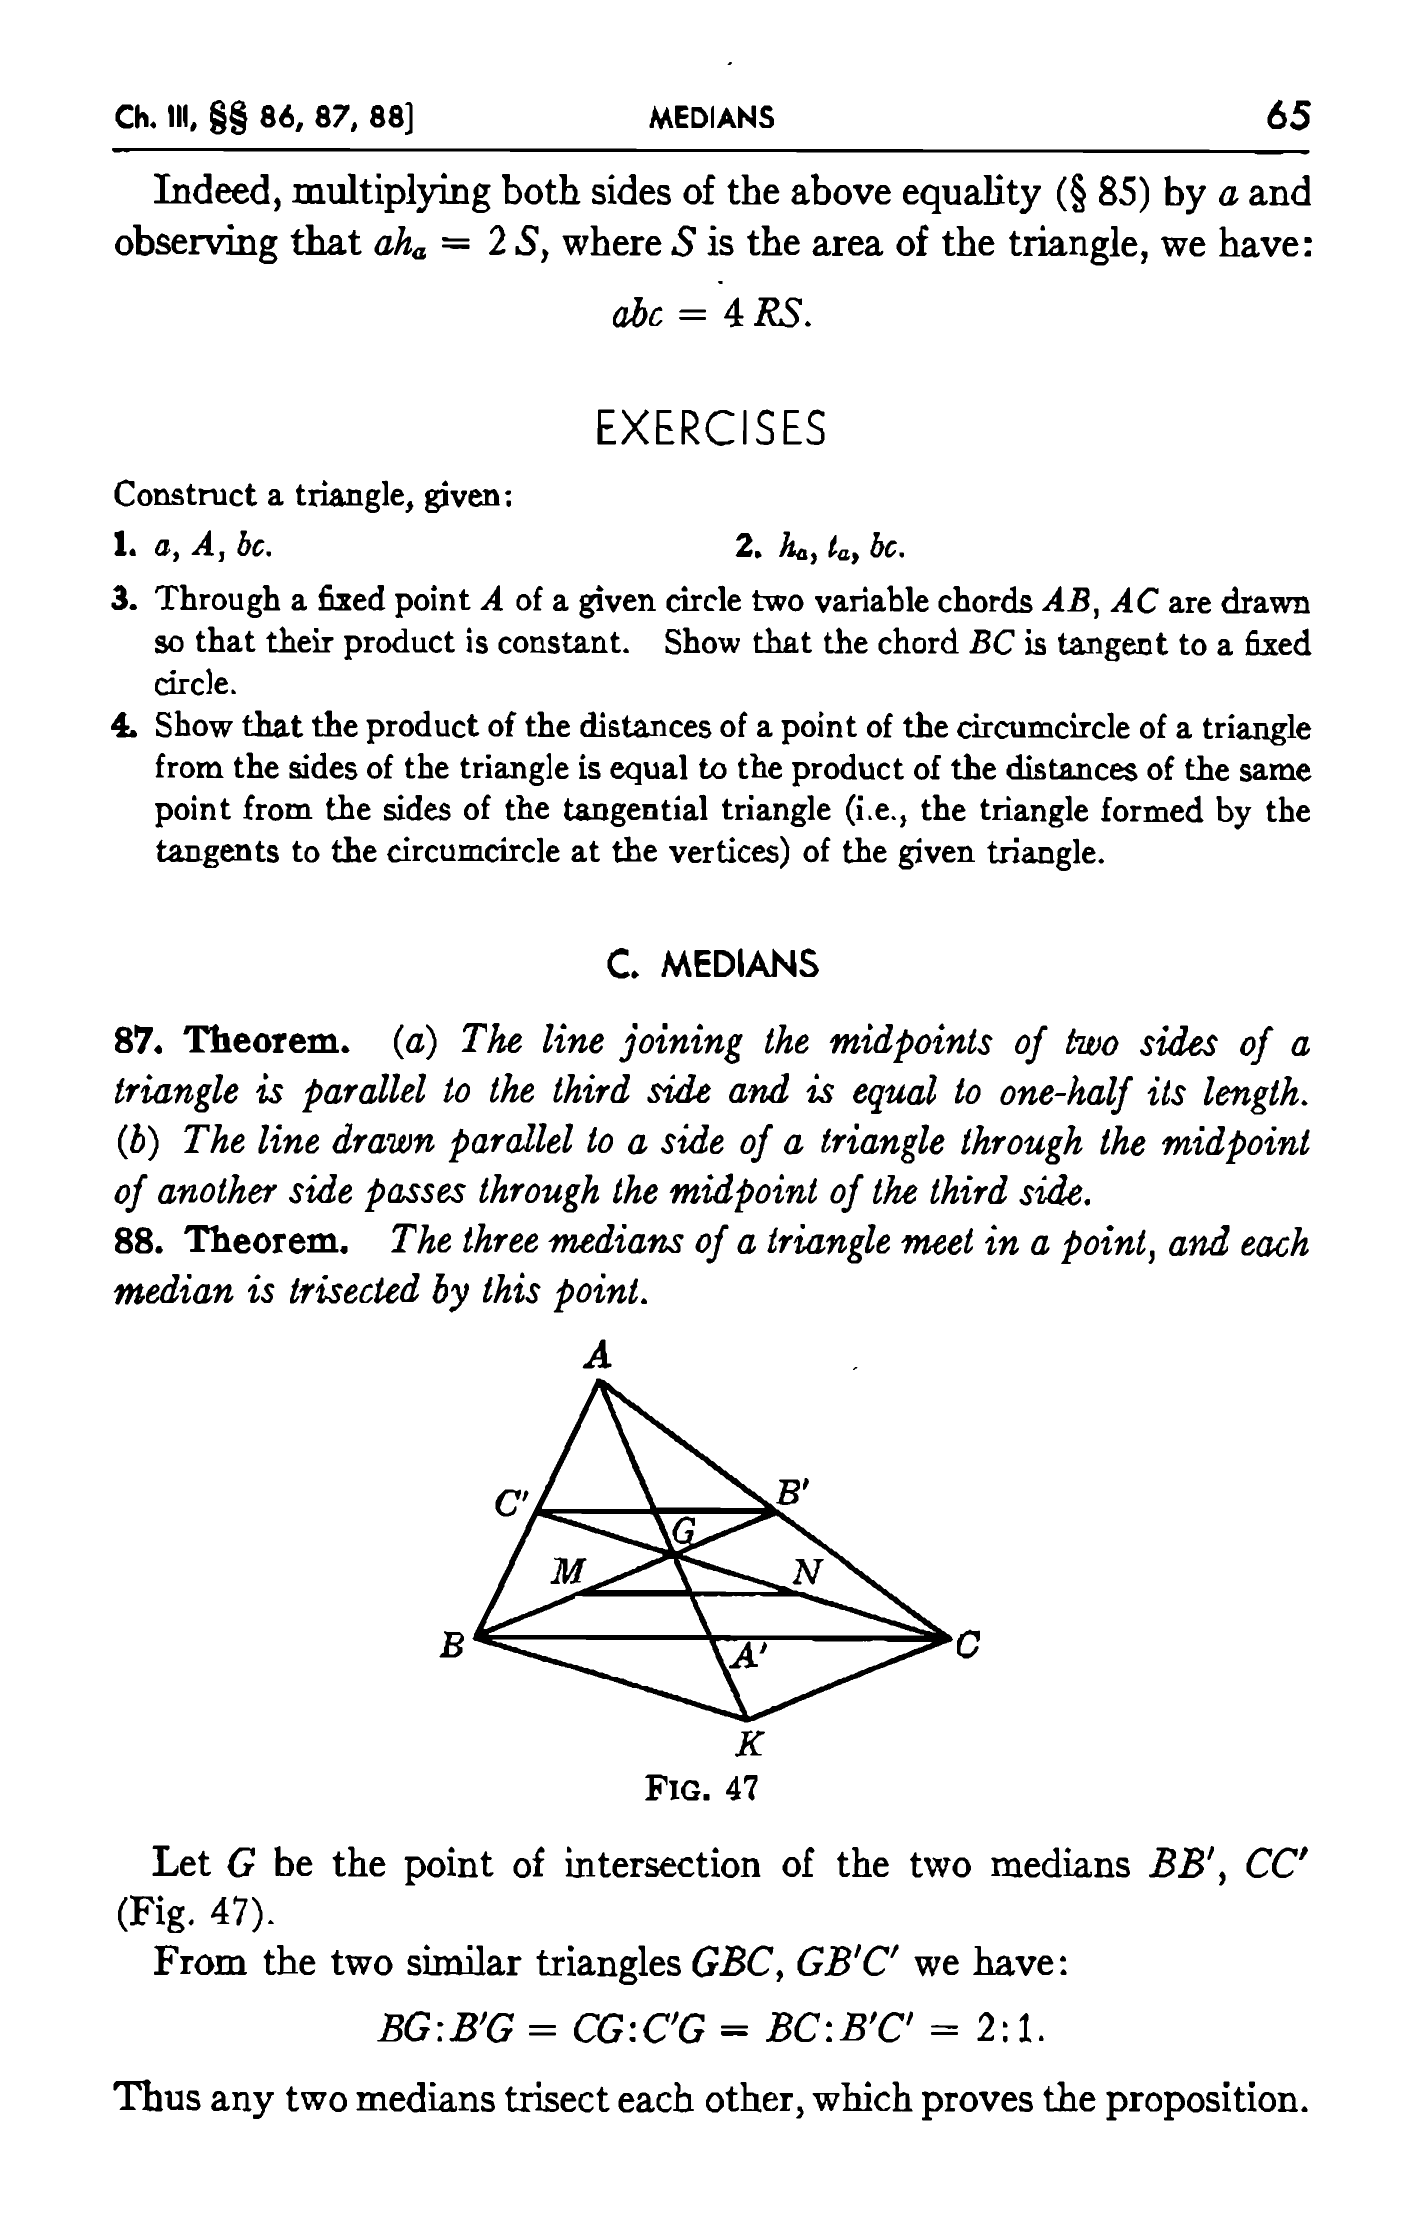 Ch. III, §§ 86, 87, 88] MEDIANS 65
Indeed, multiplying both sides of the above equality (§ 85) by a and
observing that ahₐ = 2 S, where S is the area of the triangle, we have:
abc = 4 RS.
EXERCISES
Construct a triangle, given:
1. a, A, bc. 2. hₐ, tₐ, bc.
3. Through a fixed point A of a given circle two variable chords AB, AC are drawn
so that their product is constant. Show that the chord BC is tangent to a fixed
circle.
4. Show that the product of the distances of a point of the circumcircle of a triangle
from the sides of the triangle is equal to the product of the distances of the same
point from the sides of the tangential triangle (i.e., the triangle formed by the
tangents to the circumcircle at the vertices) of the given triangle.
C. MEDIANS
87. Theorem. (a) The line joining the midpoints of two sides of a
triangle is parallel to the third side and is equal to one-half its length.
(b) The line drawn parallel to a side of a triangle through the midpoint
of another side passes through the midpoint of the third side.
88. Theorem. The three medians of a triangle meet in a point, and each
median is trisected by this point.
A
C' B'
G
M N
B A' C
K
FIG. 47
Let G be the point of intersection of the two medians BB', CC'
(Fig. 47).
From the two similar triangles GBC, GB'C' we have:
BG:B'G = CG:C'G = BC:B'C' = 2:1.
Thus any two medians trisect each other, which proves the proposition.